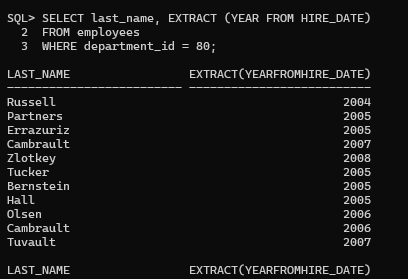 SQL> SELECT last_name, EXTRACT (YEAR FROM HIRE_DATE)
  2  FROM employees
  3  WHERE department_id = 80;
LAST_NAME                 EXTRACT(YEARFROMHIRE_DATE)
------------------------- --------------------------
Russell                                         2004
Partners                                        2005
Errazuriz                                       2005
Cambrault                                       2007
Zlotkey                                         2008
Tucker                                          2005
Bernstein                                       2005
Hall                                            2005
Olsen                                           2006
Cambrault                                       2006
Tuvault                                         2007
LAST_NAME                 EXTRACT(YEARFROMHIRE_DATE)